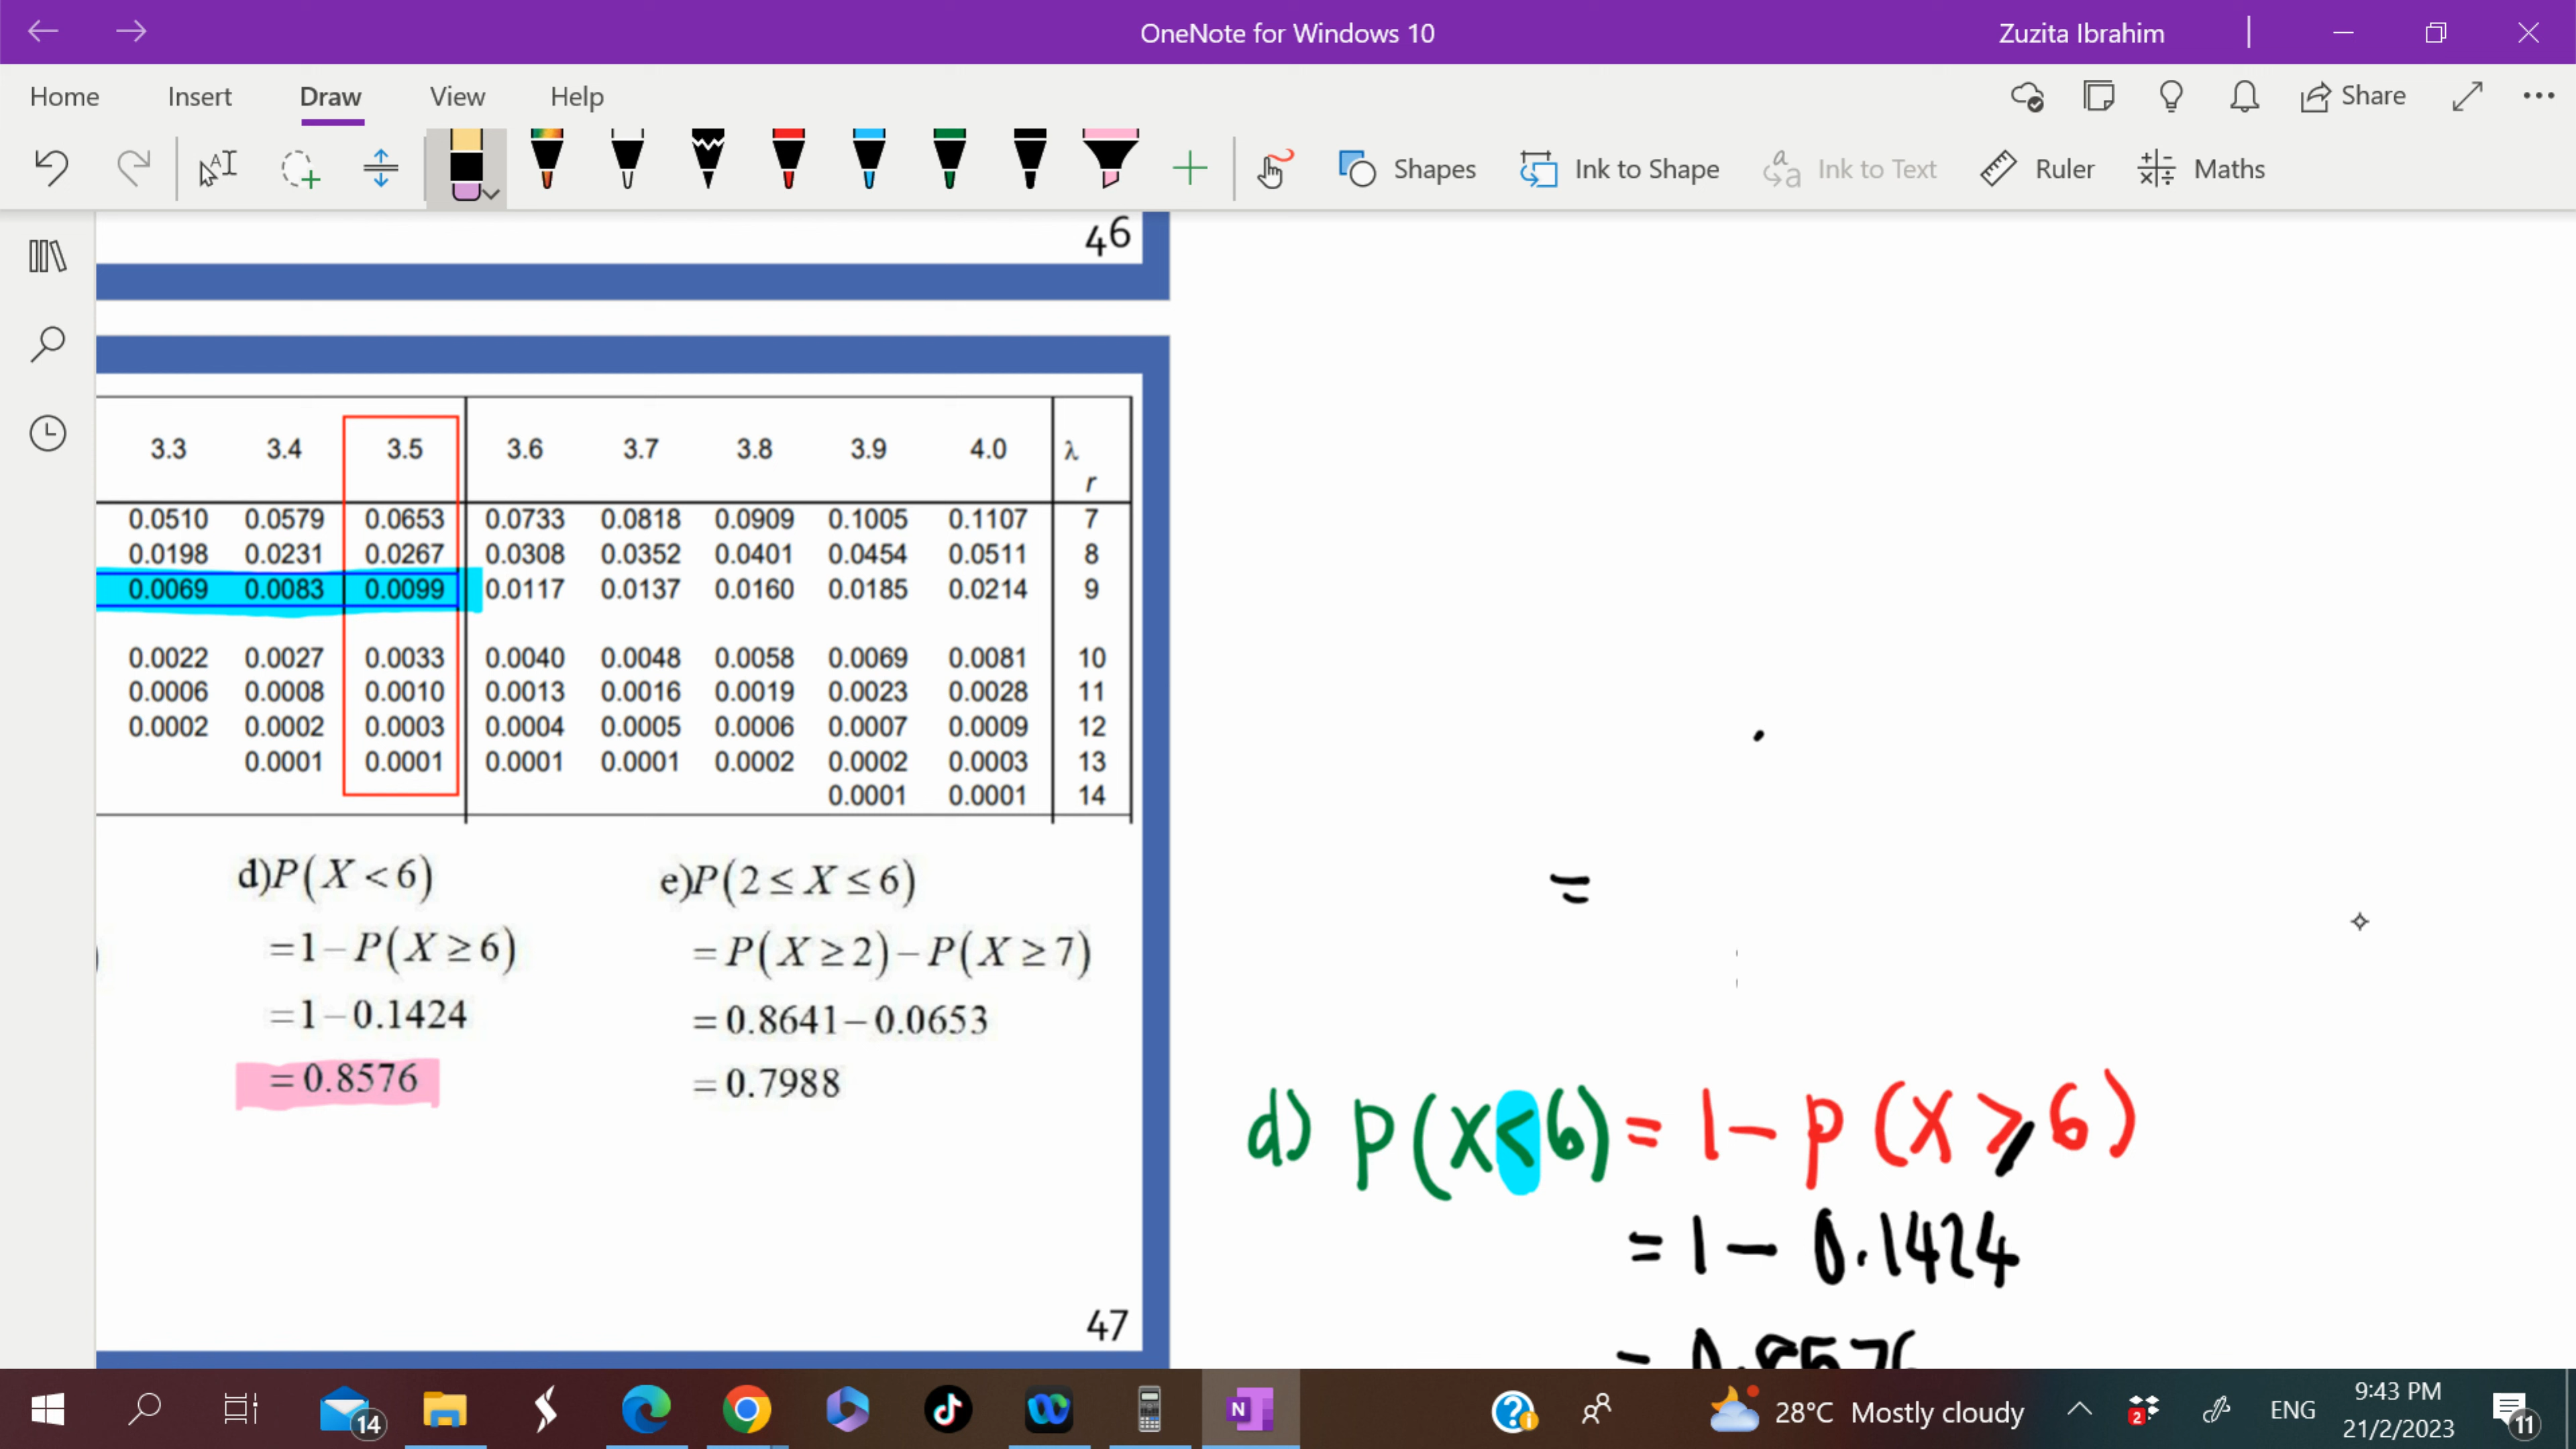 OneNote for Windows 10
Zuzita Ibrahim
Home Insert Draw View Help
Share
Shapes Ink to Shape Ink to Text Ruler Maths
46
3.3 3.4 3.5 3.6 3.7 3.8 3.9 4.0 λ
r
0.0510 0.0579 0.0653 0.0733 0.0818 0.0909 0.1005 0.1107 7
0.0198 0.0231 0.0267 0.0308 0.0352 0.0401 0.0454 0.0511 8
0.0069 0.0083 0.0099 0.0117 0.0137 0.0160 0.0185 0.0214 9
0.0022 0.0027 0.0033 0.0040 0.0048 0.0058 0.0069 0.0081 10
0.0006 0.0008 0.0010 0.0013 0.0016 0.0019 0.0023 0.0028 11
0.0002 0.0002 0.0003 0.0004 0.0005 0.0006 0.0007 0.0009 12
0.0001 0.0001 0.0001 0.0001 0.0002 0.0002 0.0003 13
0.0001 0.0001 14
d)P(X<6)
=1-P(X≥6)
=1-0.1424
=0.8576
e)P(2≤X≤6)
=P(X≥2)-P(X≥7)
=0.8641-0.0653
=0.7988
47
=
d) P(X<6) = 1 - P(X≥6)
= 1 - 0.1424
= 0.8576
14
28°C Mostly cloudy
2
ENG
9:43 PM
21/2/2023
11